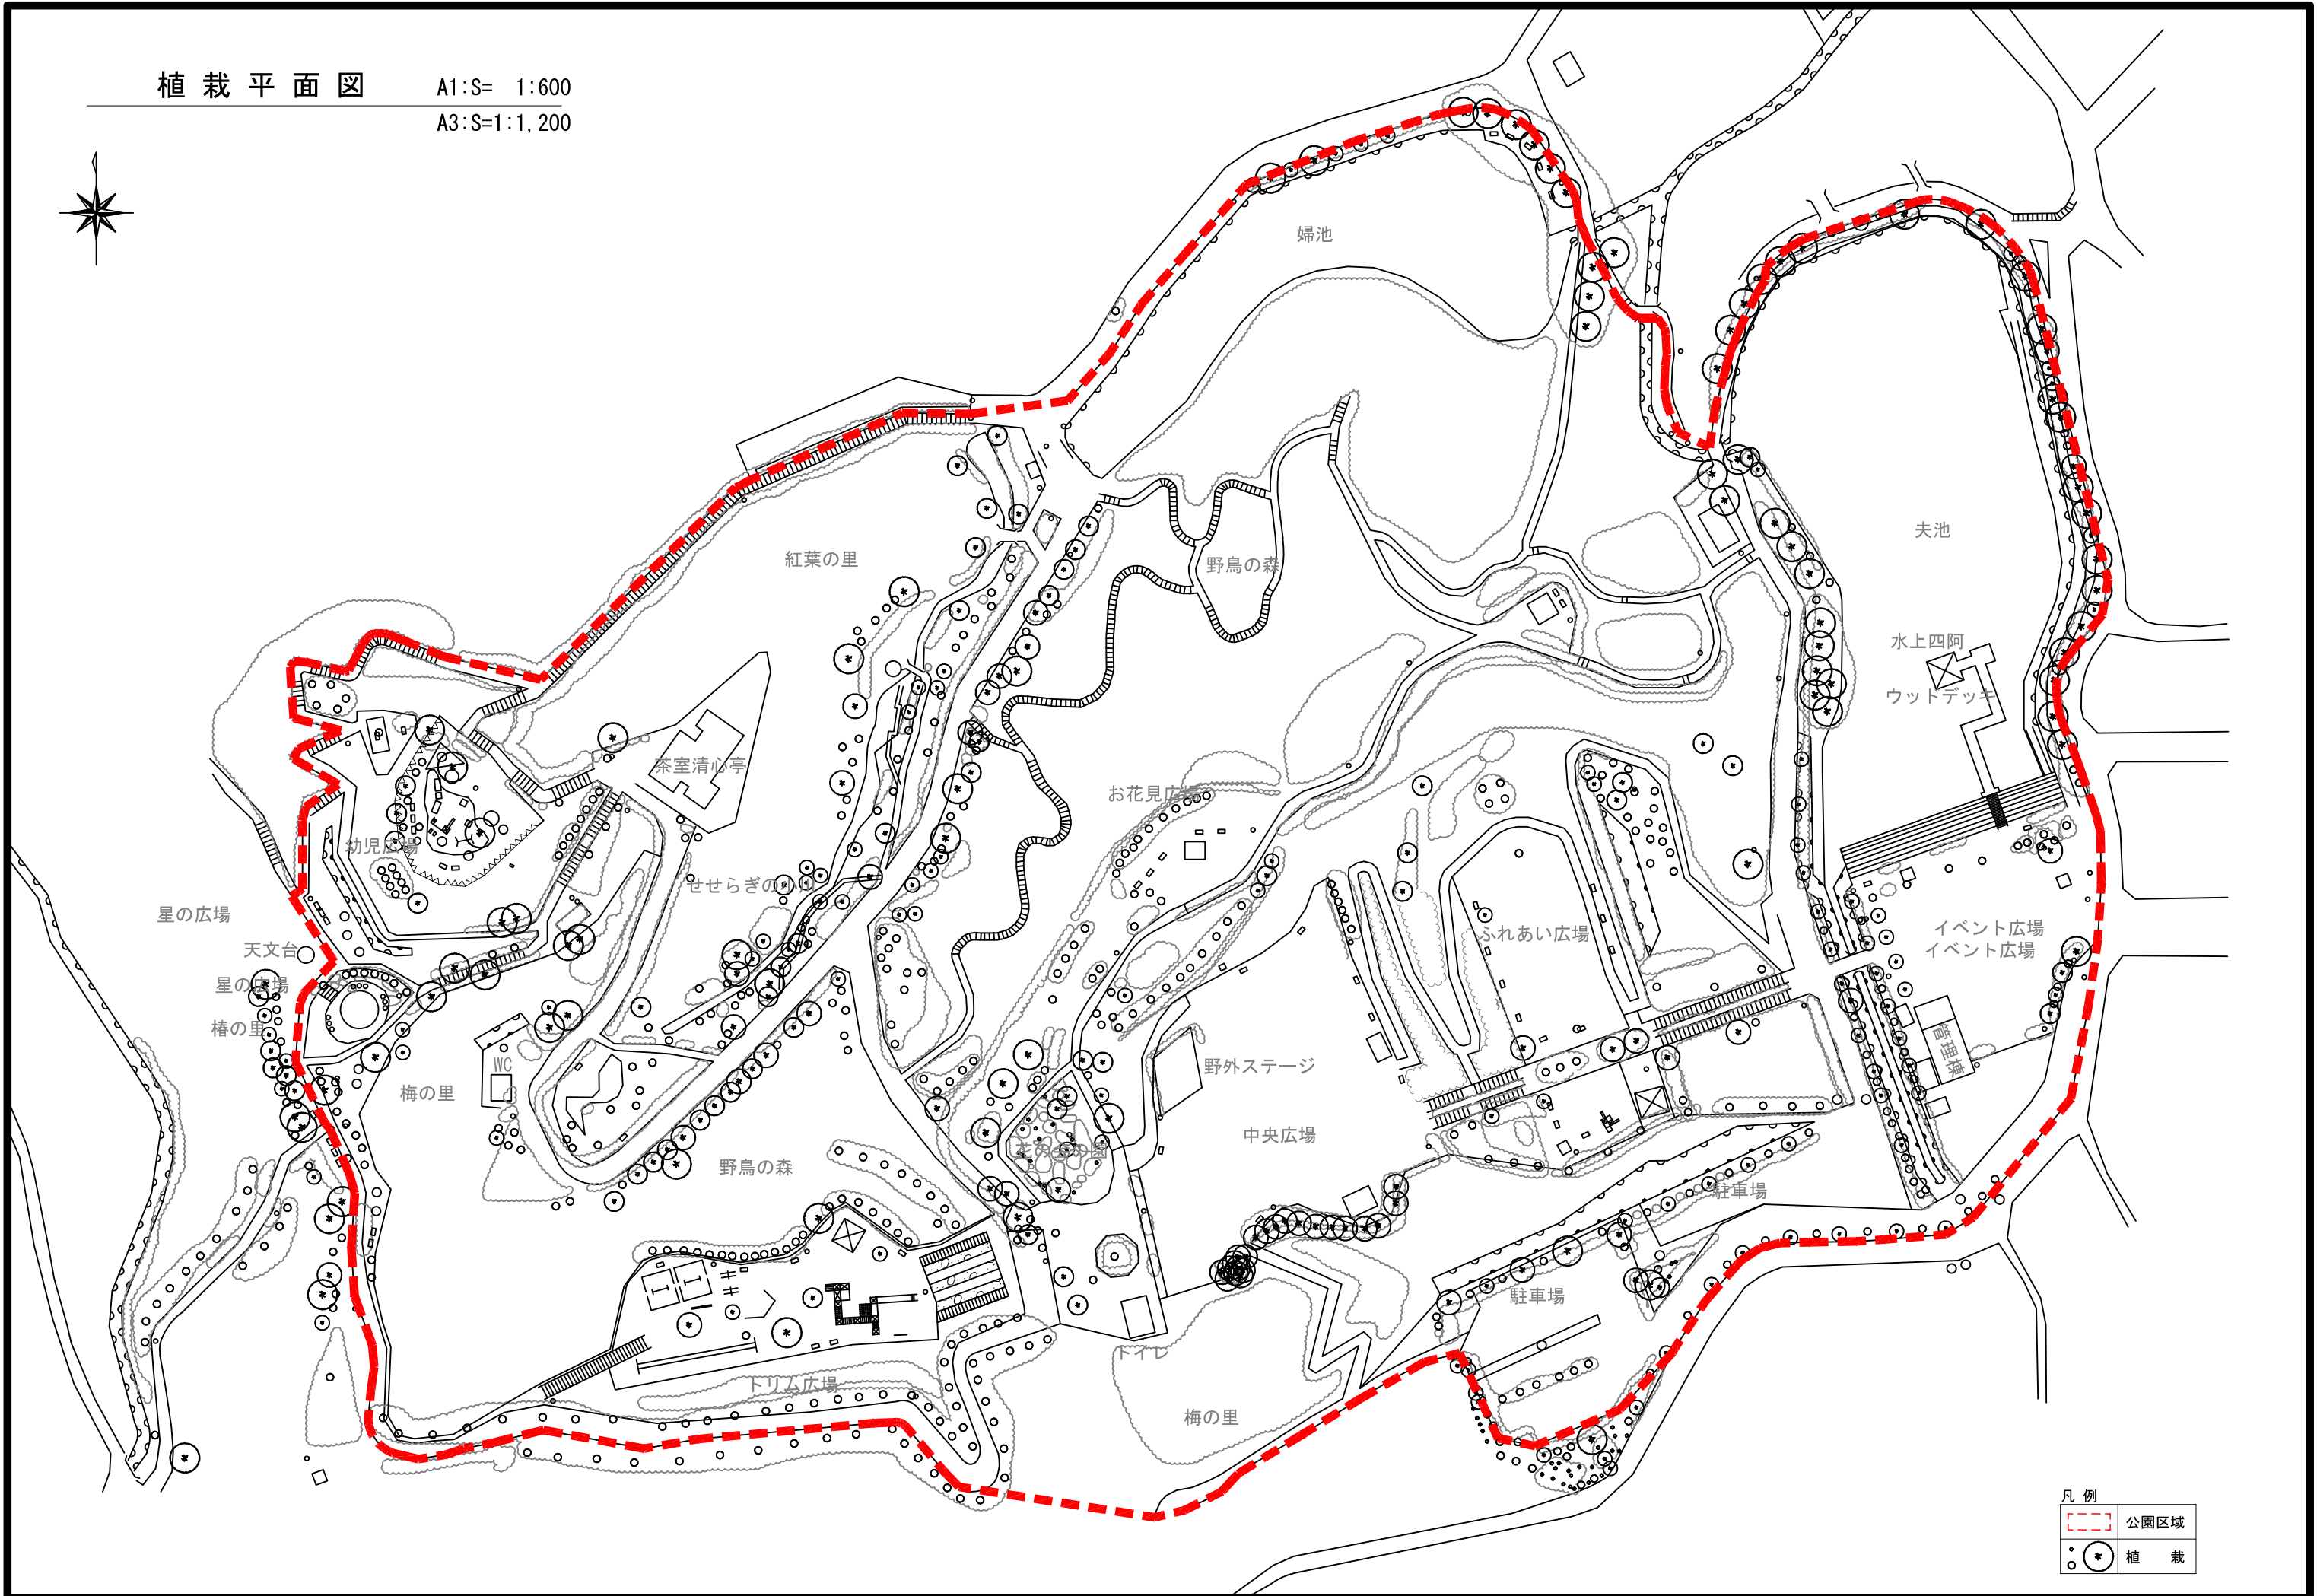 植栽平面図
A1:S= 1:600
A3:S=1:1,200
婦池
夫池
紅葉の里
野鳥の森
水上四阿
ウットデッキ
茶室清心亭
お花見広場
幼児広場
せせらぎの小川
星の広場
天文台
星の広場
椿の里
ふれあい広場
イベント広場
イベント広場
管理棟
WC
梅の里
野外ステージ
中央広場
野鳥の森
駐車場
駐車場
トイレ
トリム広場
梅の里
凡例
公園区域
植栽